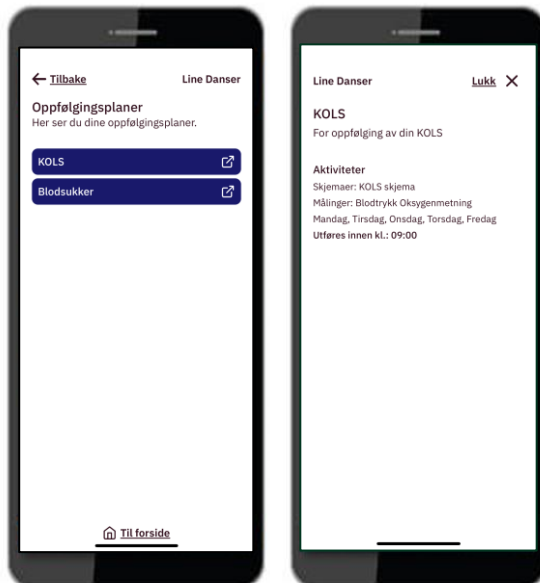 Tilbake
Line Danser
Oppfølgingsplaner
Her ser du dine oppfølgingsplaner.
KOLS
Blodsukker
Til forside
Line Danser
Lukk
KOLS
For oppfølging av din KOLS
Aktiviteter
Skjemaer: KOLS skjema
Målinger: Blodtrykk Oksygenmetning
Mandag, Tirsdag, Onsdag, Torsdag, Fredag
Utføres innen kl.: 09:00